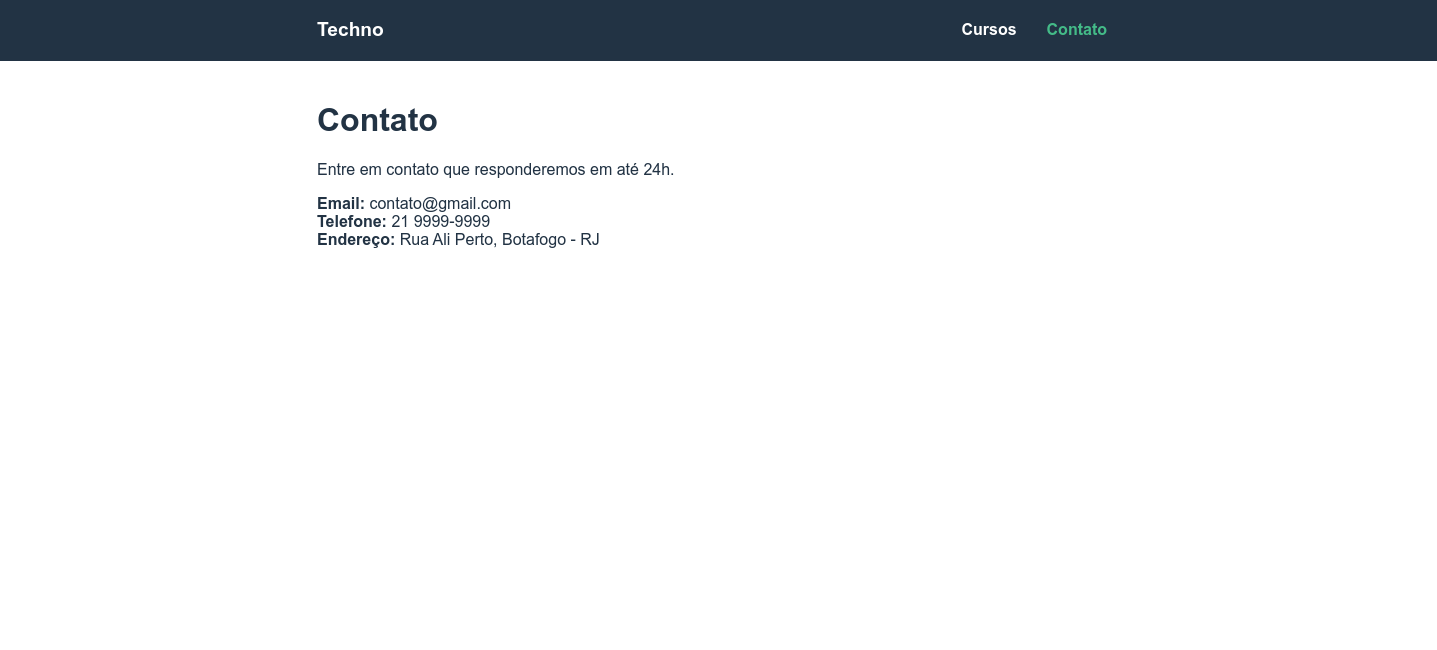 Techno
Cursos
Contato
Contato
Entre em contato que responderemos em até 24h.
Email: contato@gmail.com
Telefone: 21 9999-9999
Endereço: Rua Ali Perto, Botafogo - RJ